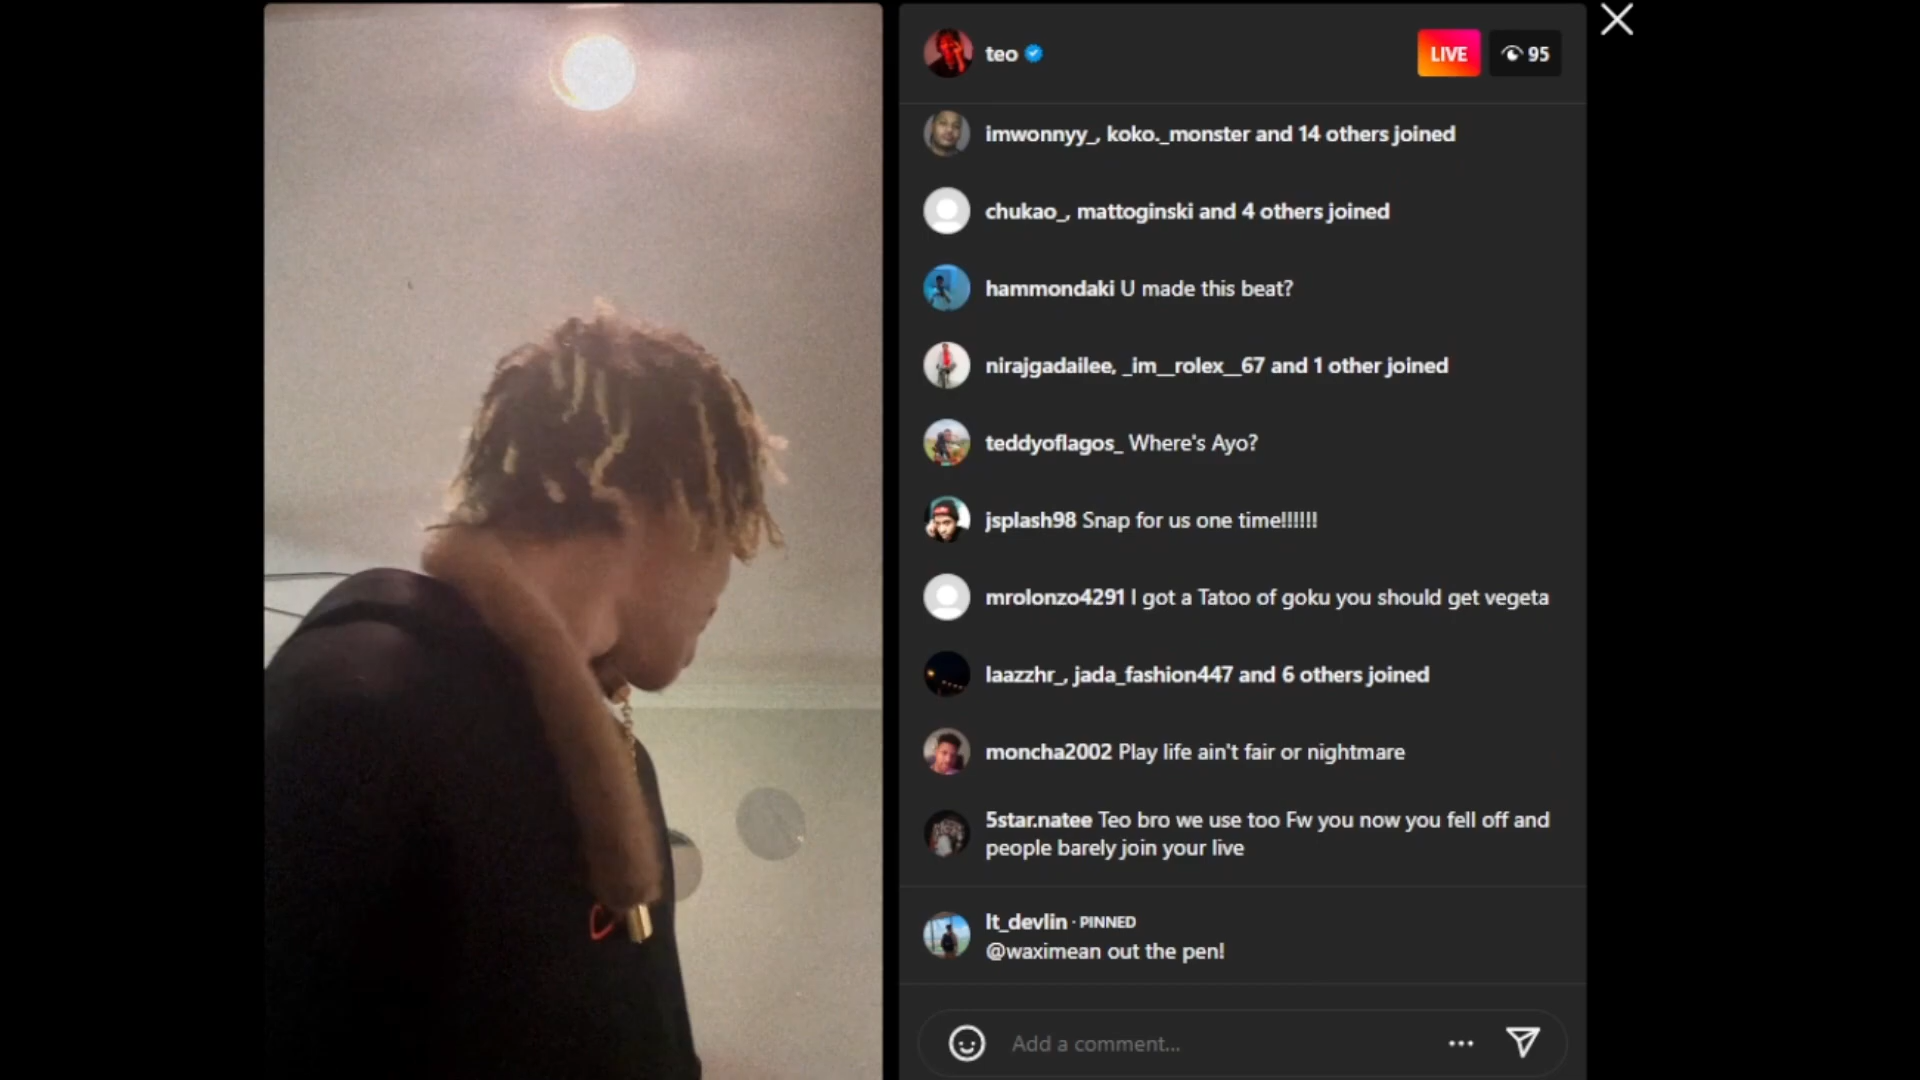 teo
LIVE
95
imwonnyy_, koko._monster and 14 others joined
chukao_, mattoginski and 4 others joined
hammondaki U made this beat?
nirajgadailee, _im__rolex__67 and 1 other joined
teddyoflagos_ Where's Ayo?
jsplash98 Snap for us one time!!!!!!
mrolonzo4291 I got a Tatoo of goku you should get vegeta
laazzhr_, jada_fashion447 and 6 others joined
moncha2002 Play life ain't fair or nightmare
5star.natee Teo bro we use too Fw you now you fell off and
people barely join your live
lt_devlin · PINNED
@waximean out the pen!
Add a comment...